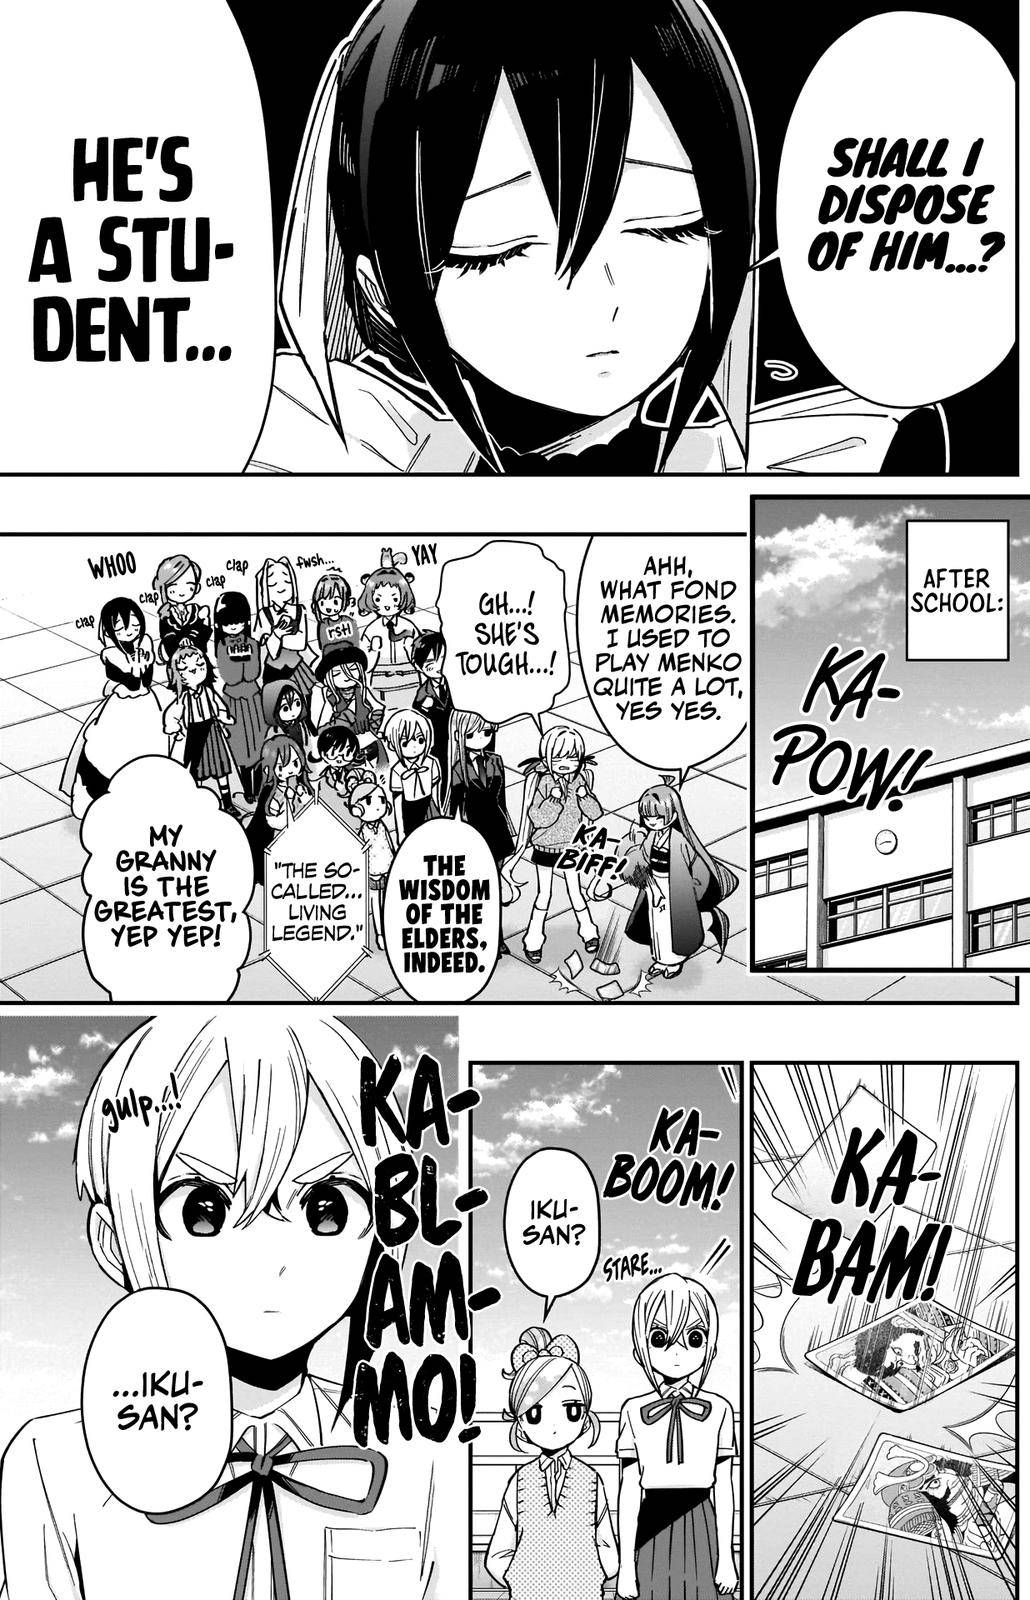 SHALL I
DISPOSE
OF HIM...?
HE'S
A STU-
DENT...
AFTER
SCHOOL:
KA-
POW!
AHH,
WHAT FOND
MEMORIES.
I USED TO
PLAY MENKO
QUITE A LOT,
YES YES.
GH...!
SHE'S
TOUGH...!
YAY
fwsh...
clap
clap
WHOO
clap
clap
rstl
KA-
BIFF!
THE
WISDOM
OF THE
ELDERS,
INDEED.
"THE SO-
CALLED...
LIVING
LEGEND."
MY
GRANNY
IS THE
GREATEST,
YEP YEP!
KA-
BAM!
KA-
BOOM!
IKU-
SAN?
STARE...
KA-
BL-
AM-
MO!
gulp...!
...IKU-
SAN?